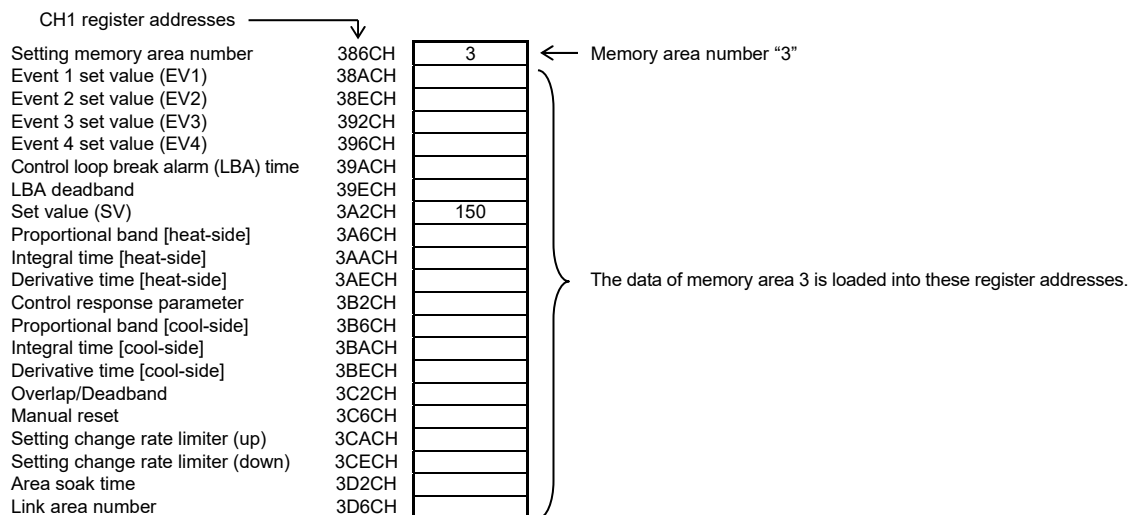 CH1 register addresses
Setting memory area number 386CH 3 Memory area number “3”
Event 1 set value (EV1) 38ACH
Event 2 set value (EV2) 38ECH
Event 3 set value (EV3) 392CH
Event 4 set value (EV4) 396CH
Control loop break alarm (LBA) time 39ACH
LBA deadband 39ECH
Set value (SV) 3A2CH 150
Proportional band [heat-side] 3A6CH
Integral time [heat-side] 3AACH
Derivative time [heat-side] 3AECH The data of memory area 3 is loaded into these register addresses.
Control response parameter 3B2CH
Proportional band [cool-side] 3B6CH
Integral time [cool-side] 3BACH
Derivative time [cool-side] 3BECH
Overlap/Deadband 3C2CH
Manual reset 3C6CH
Setting change rate limiter (up) 3CACH
Setting change rate limiter (down) 3CECH
Area soak time 3D2CH
Link area number 3D6CH